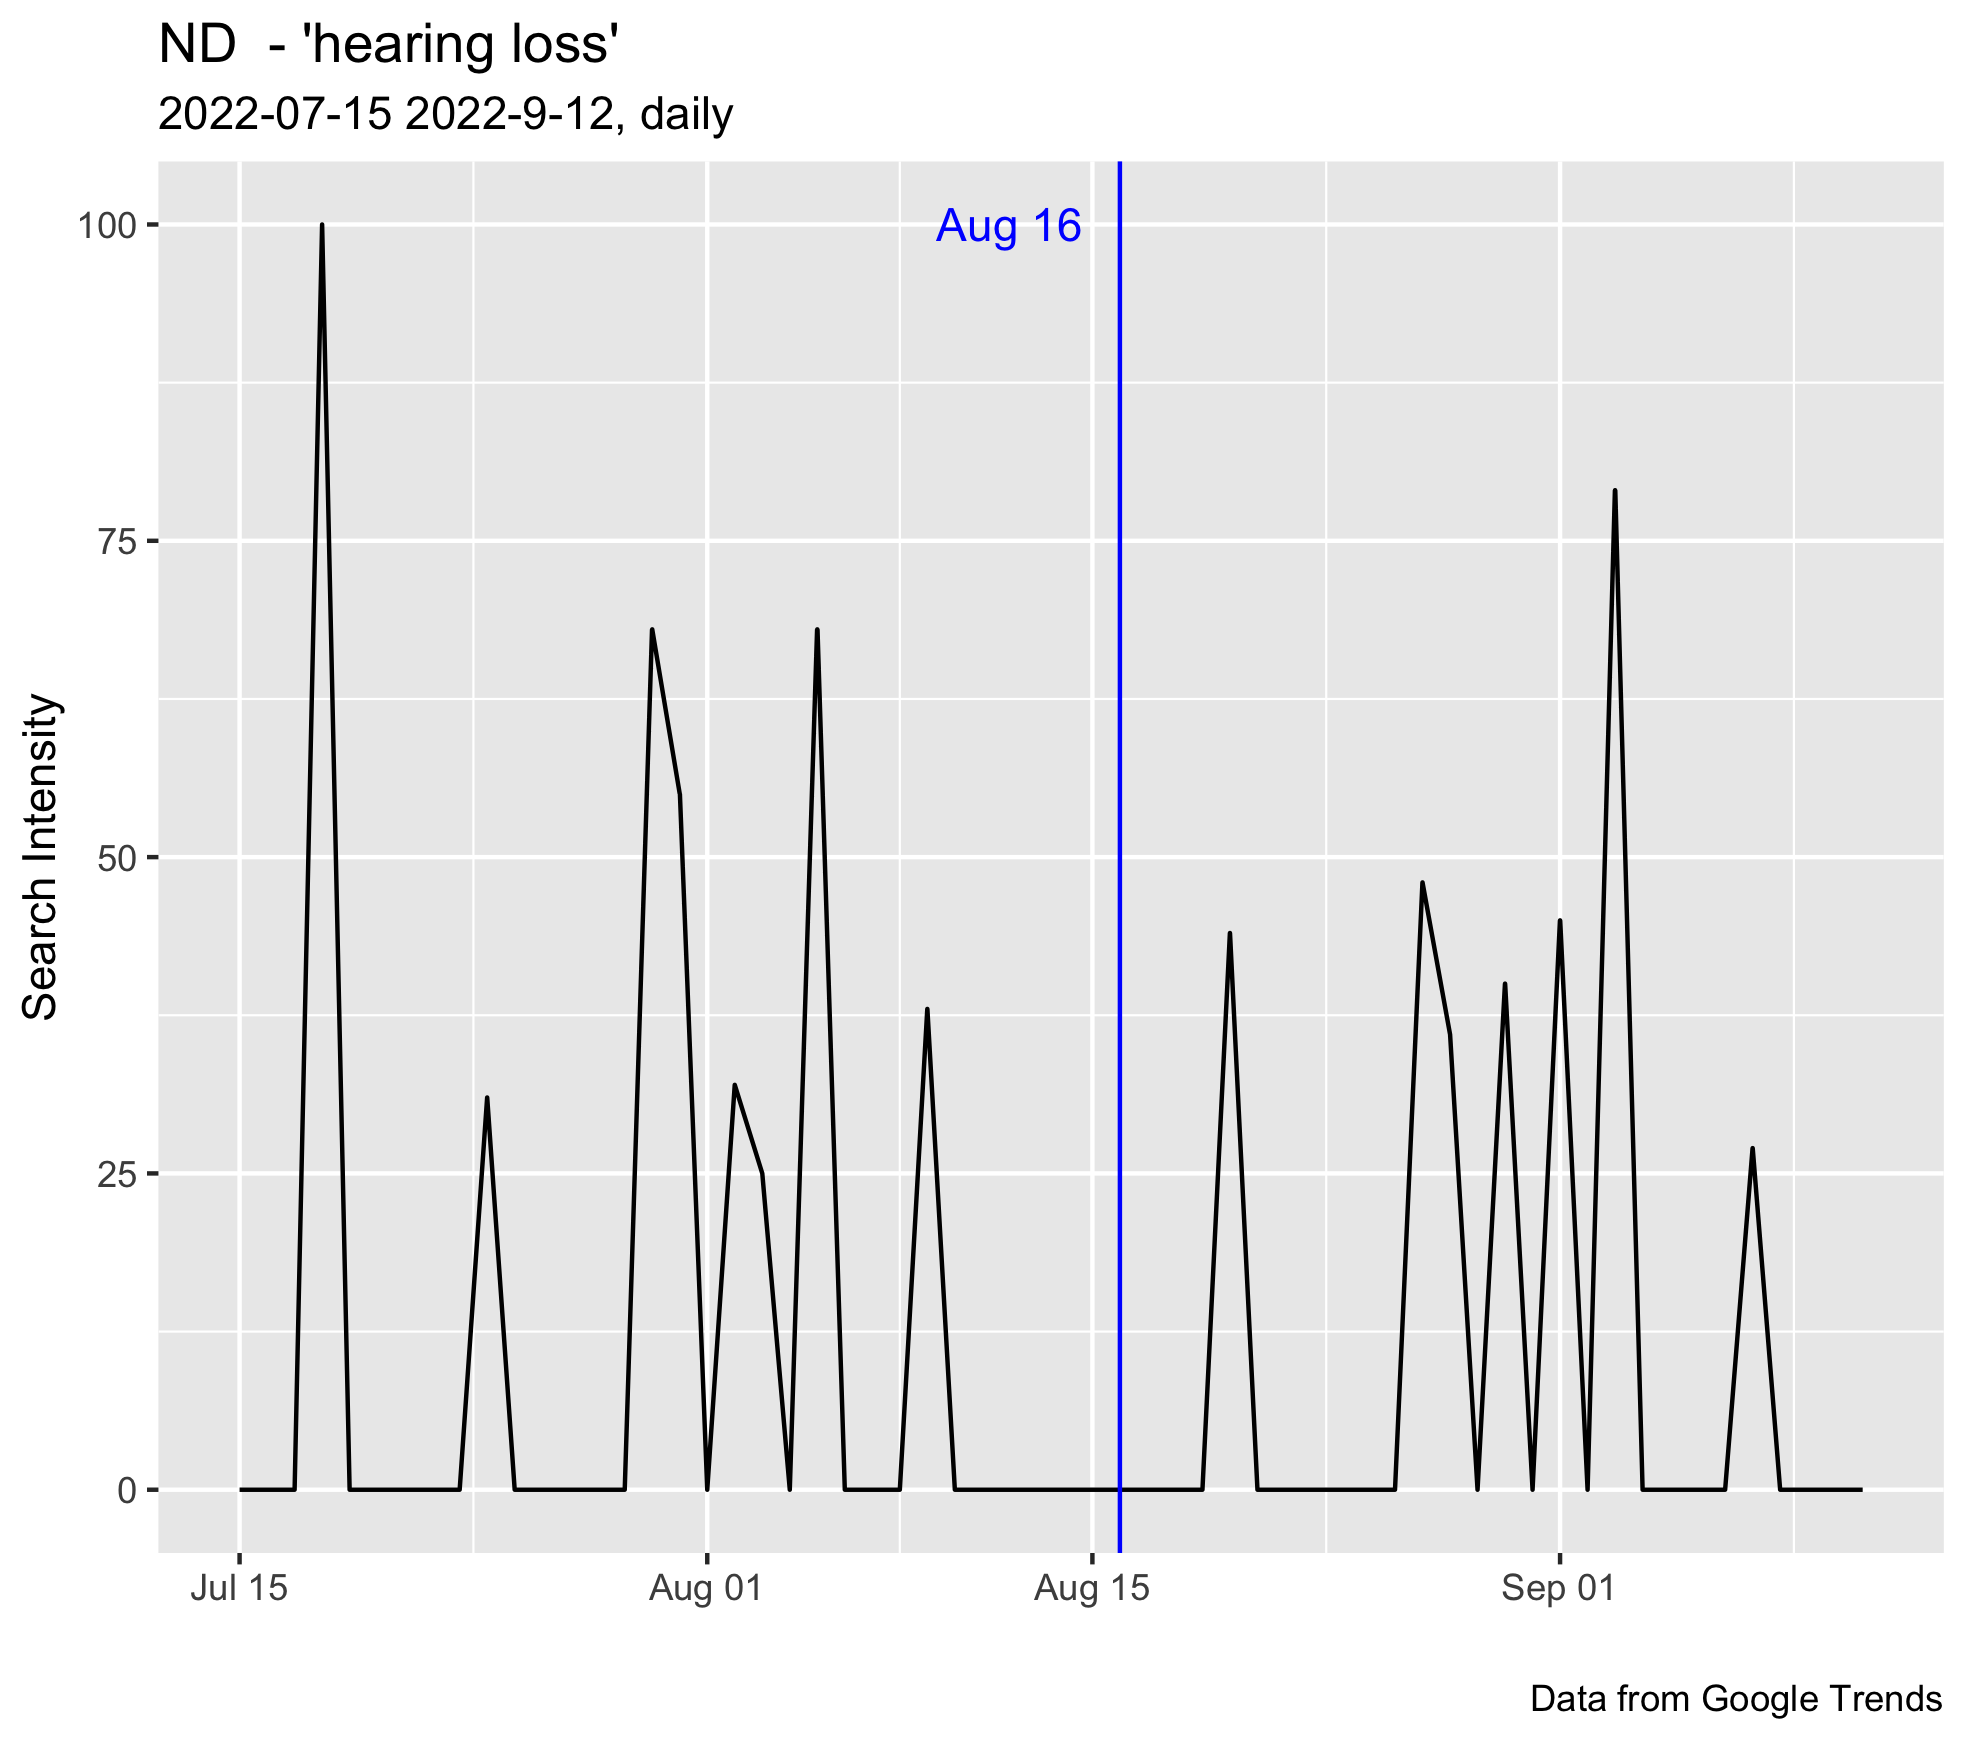 ND  - 'hearing loss'
2022-07-15 2022-9-12, daily
Aug 16
100
75
50
25
0
Search Intensity
Jul 15 Aug 01 Aug 15 Sep 01
Data from Google Trends